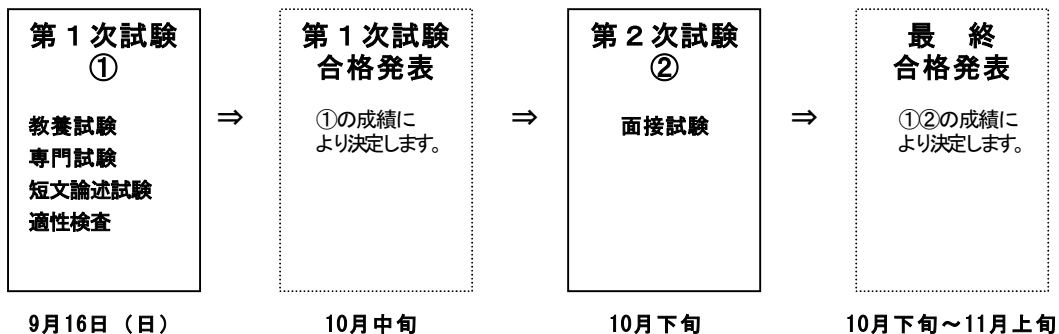 第１次試験
①
教養試験
専門試験
短文論述試験
適性検査
9月16日（日）
⇒
第１次試験
合格発表
①の成績に
より決定します。
10月中旬
⇒
第２次試験
②
面接試験
10月下旬
⇒
最　終
合格発表
①②の成績に
より決定します。
10月下旬～11月上旬